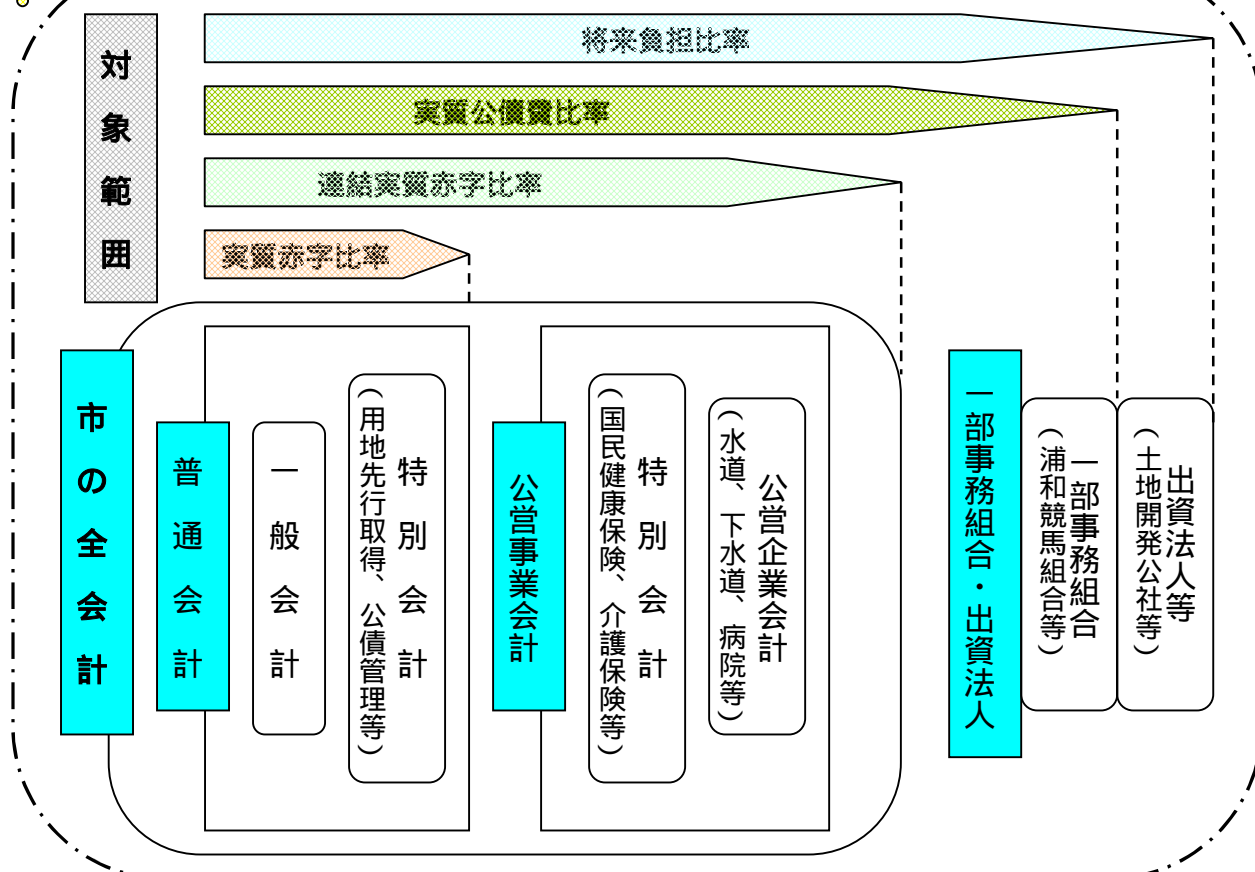 対象範囲
将来負担比率
実質公債費比率
連結実質赤字比率
実質赤字比率
市の全会計
普通会計
一般会計
特別会計
(用地先行取得、公債管理等)
公営事業会計
特別会計
(国民健康保険、介護保険等)
公営企業会計
(水道、下水道、病院等)
一部事務組合・出資法人
一部事務組合
(浦和競馬組合等)
出資法人等
(土地開発公社等)